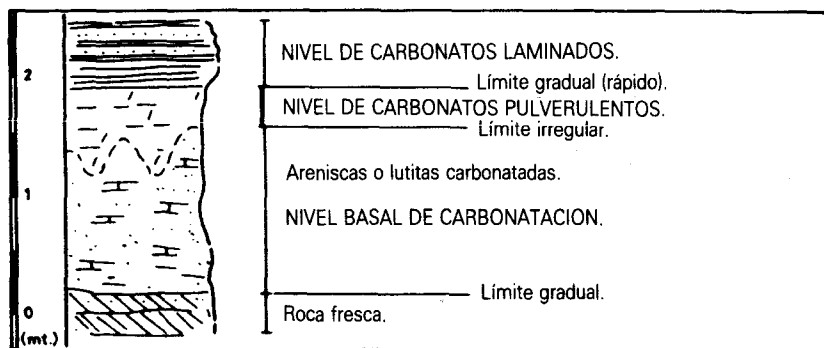 2
1
0
(mt.)
NIVEL DE CARBONATOS LAMINADOS.
Límite gradual (rápido).
NIVEL DE CARBONATOS PULVERULENTOS.
Límite irregular.
Areniscas o lutitas carbonatadas.
NIVEL BASAL DE CARBONATACION.
Límite gradual.
Roca fresca.